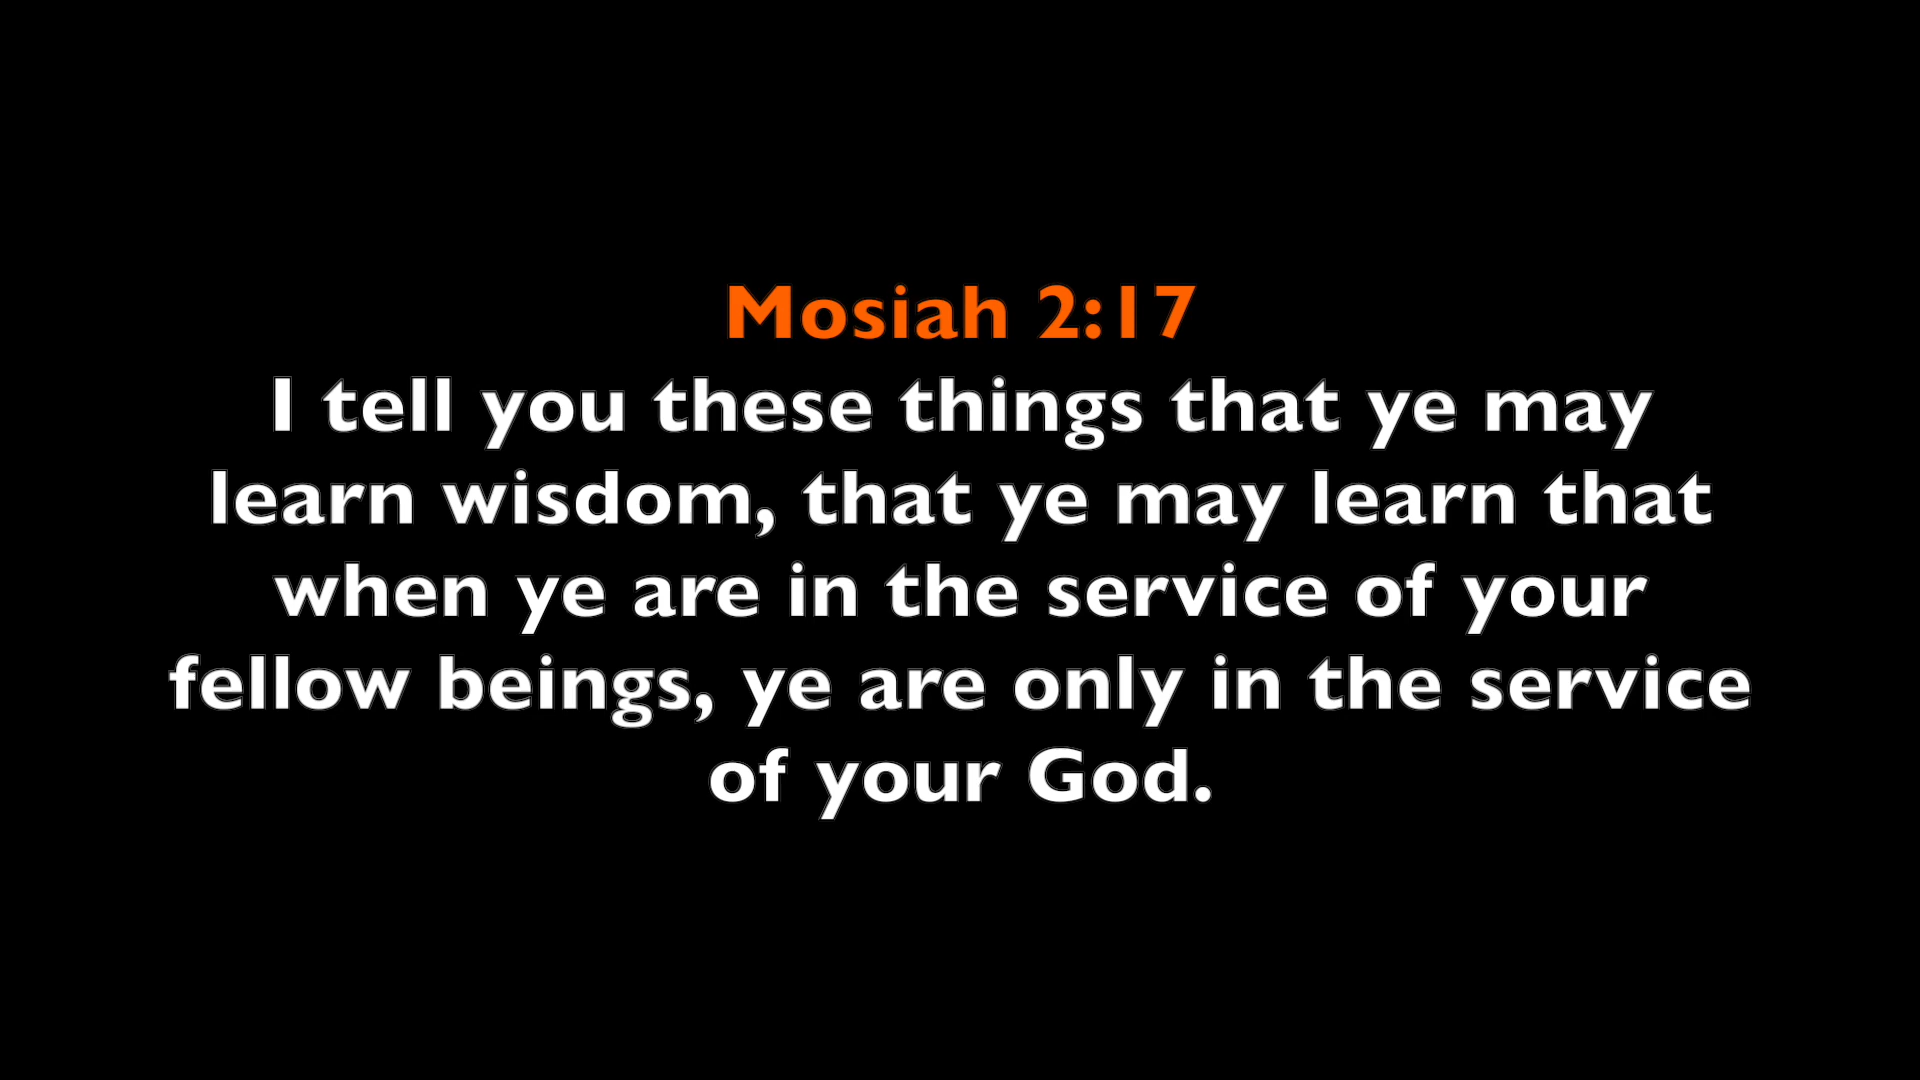 Mosiah 2:17
I tell you these things that ye may
learn wisdom, that ye may learn that
when ye are in the service of your
fellow beings, ye are only in the service
of your God.